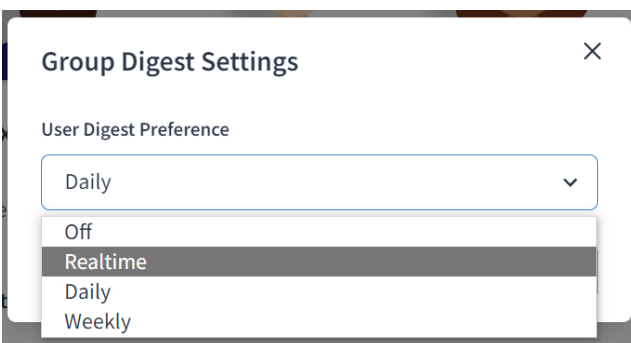 Group Digest Settings
User Digest Preference
Daily
Off
Realtime
Daily
Weekly